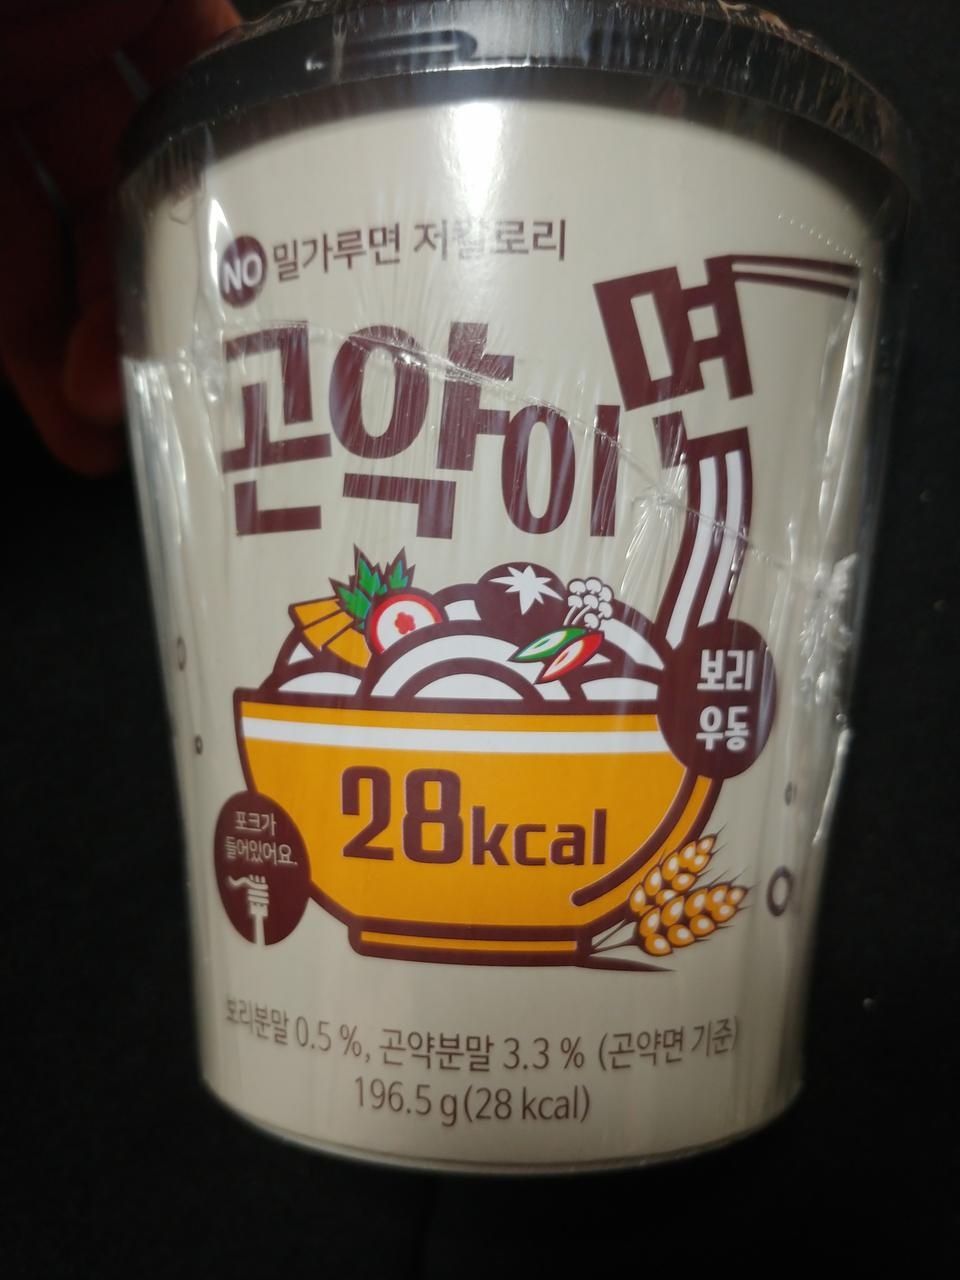 NO 밀가루면 저칼로리
곤약이면
보리
우동
28kcal
포크가
들어있어요.
보리분말 0.5 %, 곤약분말 3.3 % (곤약면 기준)
196.5 g (28 kcal)